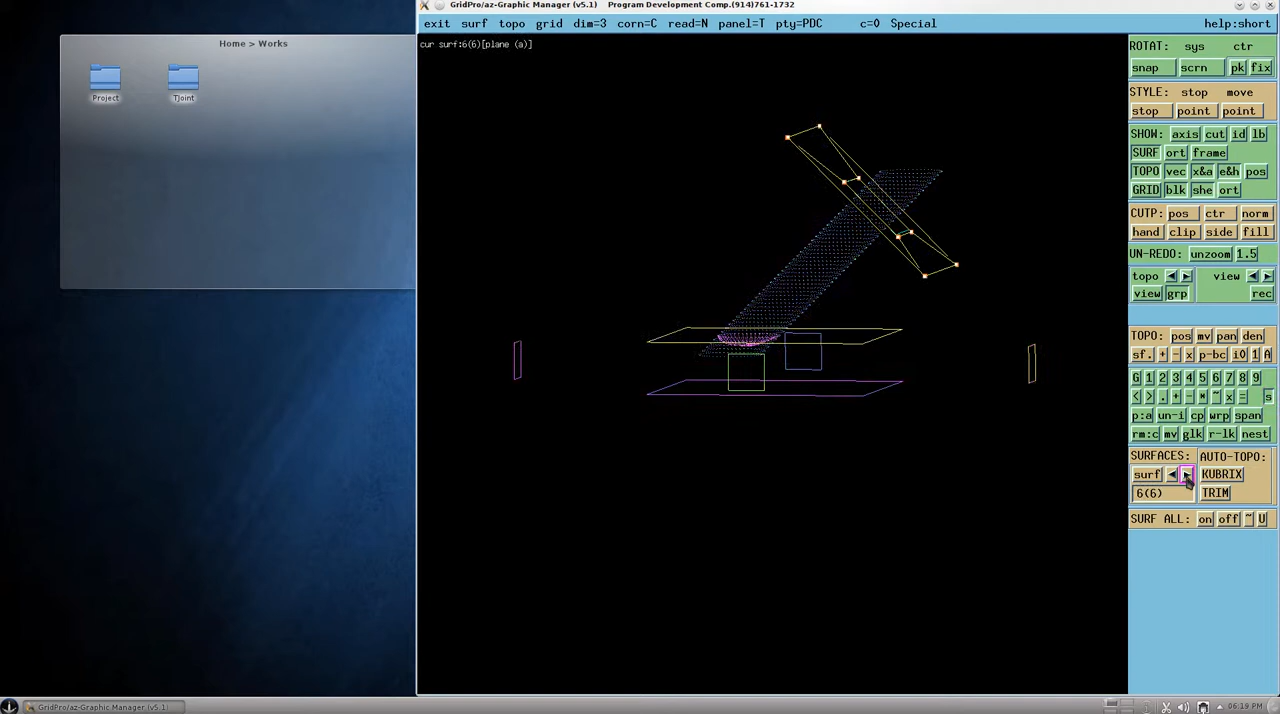 GridPro/az-Graphic Manager (v5.1) Program Development Comp.(914)761-1732
exit surf topo grid dim=3 corn=C read=N panel=T pty=PDC c=0 Special help:short
cur surf:6(6)[plane (a)]
Home > Works
Project TJoint
ROTAT: sys ctr
snap scrn pk fix
STYLE: stop move
stop point point
SHOW: axis cut id lb
SURF ort frame
TOPO vec x&a e&h pos
GRID blk she ort
CUTP: pos ctr norm
hand clip side fill
UN-REDO: unzoom 1.5
topo view
view grp rec
TOPO: pos mv pan den
sf. + - x p-bc i0 1 A
G 1 2 3 4 5 6 7 8 9
< > . + - * ~ x = s
p:a un-i cp wrp span
rm:c mv glk r-lk nest
SURFACES: AUTO-TOPO:
surf KUBRIX
6(6) TRIM
SURF ALL: on off ~ U
GridPro/az-Graphic Manager (v5.1)
06:19 PM